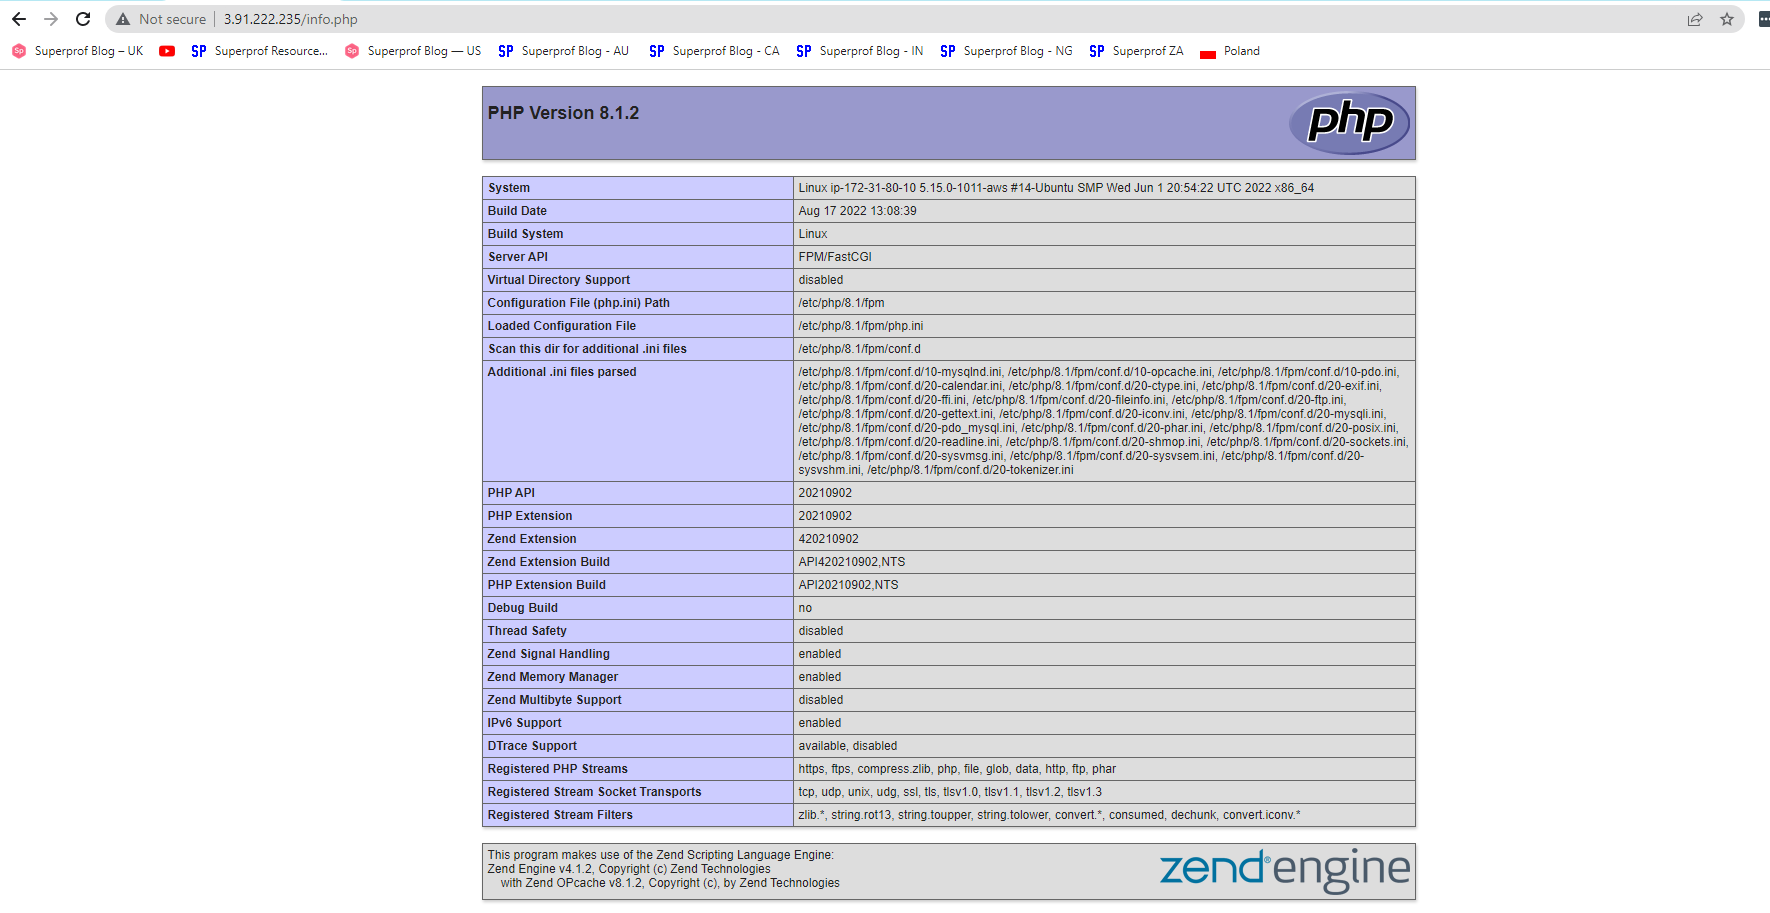 Not secure | 3.91.222.235/info.php
Sp Superprof Blog – UK SP Superprof Resource... Sp Superprof Blog — US SP Superprof Blog - AU SP Superprof Blog - CA SP Superprof Blog - IN SP Superprof Blog - NG SP Superprof ZA Poland
PHP Version 8.1.2
php
System Linux ip-172-31-80-10 5.15.0-1011-aws #14-Ubuntu SMP Wed Jun 1 20:54:22 UTC 2022 x86_64
Build Date Aug 17 2022 13:08:39
Build System Linux
Server API FPM/FastCGI
Virtual Directory Support disabled
Configuration File (php.ini) Path /etc/php/8.1/fpm
Loaded Configuration File /etc/php/8.1/fpm/php.ini
Scan this dir for additional .ini files /etc/php/8.1/fpm/conf.d
Additional .ini files parsed /etc/php/8.1/fpm/conf.d/10-mysqlnd.ini, /etc/php/8.1/fpm/conf.d/10-opcache.ini, /etc/php/8.1/fpm/conf.d/10-pdo.ini,
/etc/php/8.1/fpm/conf.d/20-calendar.ini, /etc/php/8.1/fpm/conf.d/20-ctype.ini, /etc/php/8.1/fpm/conf.d/20-exif.ini,
/etc/php/8.1/fpm/conf.d/20-ffi.ini, /etc/php/8.1/fpm/conf.d/20-fileinfo.ini, /etc/php/8.1/fpm/conf.d/20-ftp.ini,
/etc/php/8.1/fpm/conf.d/20-gettext.ini, /etc/php/8.1/fpm/conf.d/20-iconv.ini, /etc/php/8.1/fpm/conf.d/20-mysqli.ini,
/etc/php/8.1/fpm/conf.d/20-pdo_mysql.ini, /etc/php/8.1/fpm/conf.d/20-phar.ini, /etc/php/8.1/fpm/conf.d/20-posix.ini,
/etc/php/8.1/fpm/conf.d/20-readline.ini, /etc/php/8.1/fpm/conf.d/20-shmop.ini, /etc/php/8.1/fpm/conf.d/20-sockets.ini,
/etc/php/8.1/fpm/conf.d/20-sysvmsg.ini, /etc/php/8.1/fpm/conf.d/20-sysvsem.ini, /etc/php/8.1/fpm/conf.d/20-
sysvshm.ini, /etc/php/8.1/fpm/conf.d/20-tokenizer.ini
PHP API 20210902
PHP Extension 20210902
Zend Extension 420210902
Zend Extension Build API420210902,NTS
PHP Extension Build API20210902,NTS
Debug Build no
Thread Safety disabled
Zend Signal Handling enabled
Zend Memory Manager enabled
Zend Multibyte Support disabled
IPv6 Support enabled
DTrace Support available, disabled
Registered PHP Streams https, ftps, compress.zlib, php, file, glob, data, http, ftp, phar
Registered Stream Socket Transports tcp, udp, unix, udg, ssl, tls, tlsv1.0, tlsv1.1, tlsv1.2, tlsv1.3
Registered Stream Filters zlib.*, string.rot13, string.toupper, string.tolower, convert.*, consumed, dechunk, convert.iconv.*
This program makes use of the Zend Scripting Language Engine:
Zend Engine v4.1.2, Copyright (c) Zend Technologies
with Zend OPcache v8.1.2, Copyright (c), by Zend Technologies
zend® engine